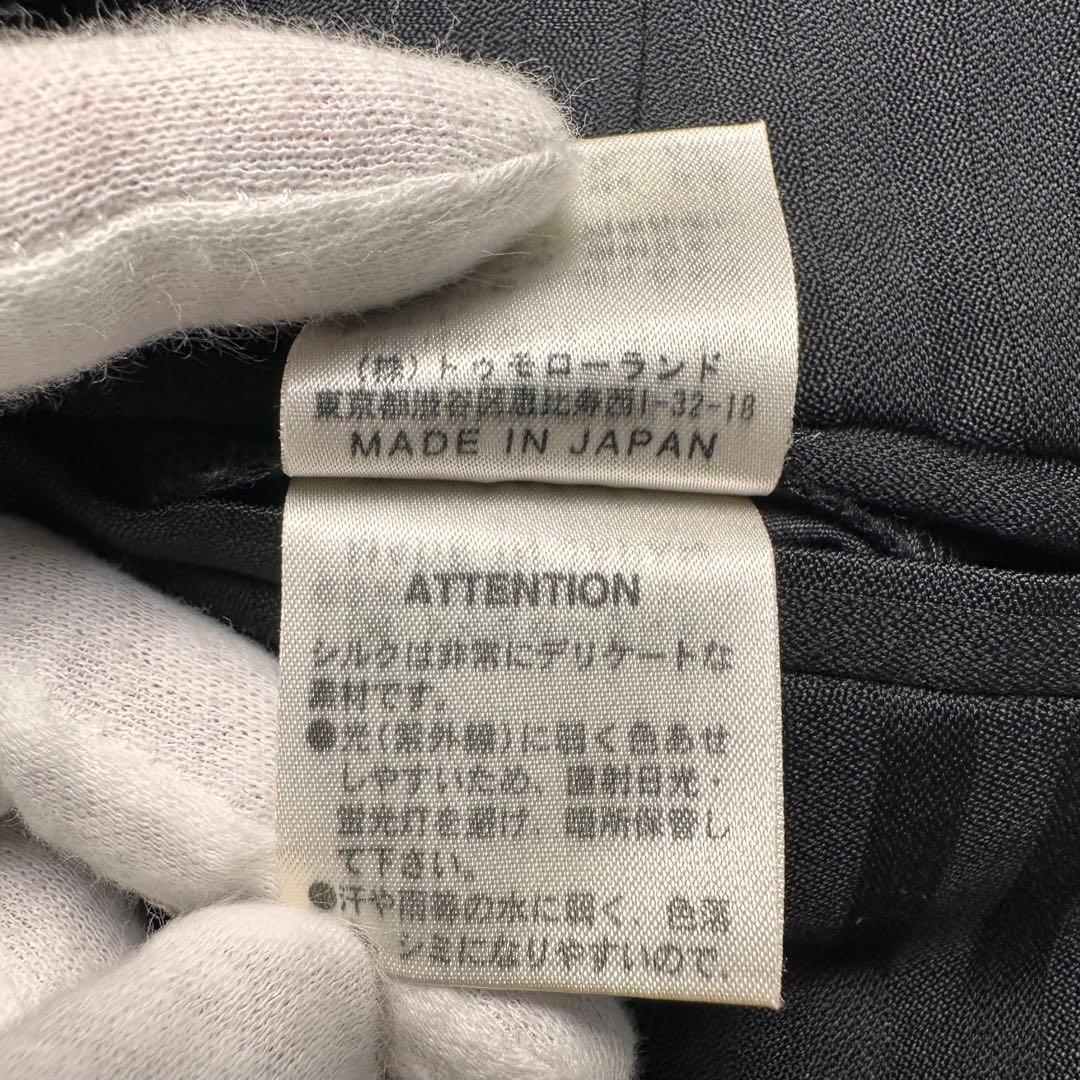 (株)トゥモローランド
東京都渋谷区恵比寿西1-32-18
MADE IN JAPAN
ATTENTION
シルクは非常にデリケートな
素材です。
●光(紫外線)に弱く色あせ
しやすいため、直射日光・
蛍光灯を避け、暗所保管し
て下さい。
●汗や雨等の水に弱く、色落
ミになりやすいので、